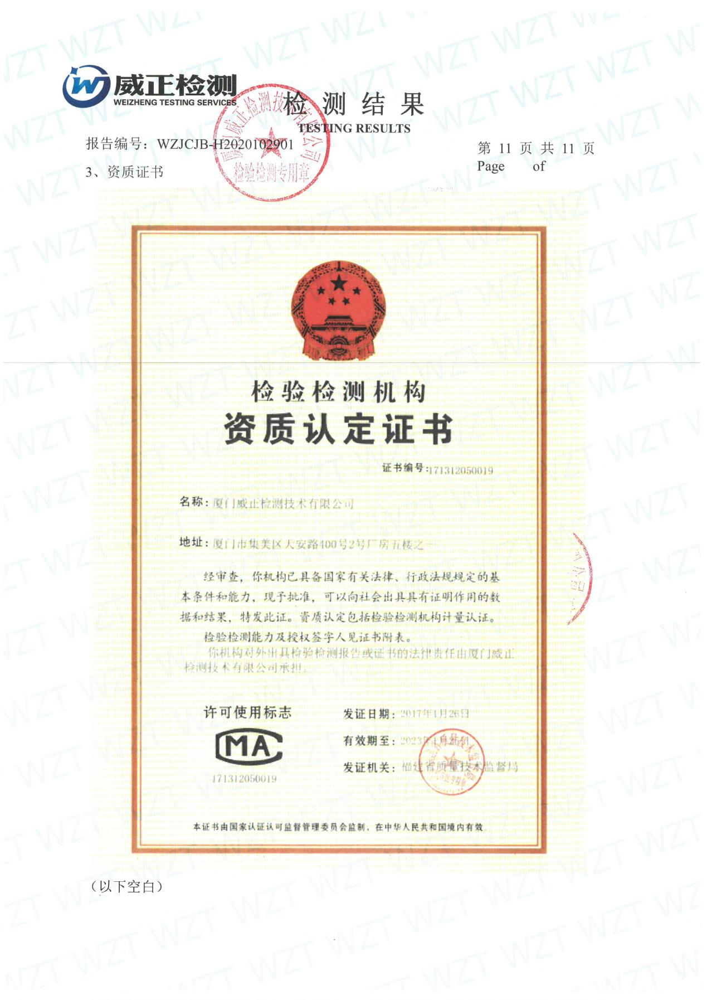 威正检测
WEIZHENG TESTING SERVICES
检测结果
TESTING RESULTS
报告编号：WZJCJB-H2020102901
第 11 页 共 11 页
Page of
3、资质证书
厦门威正检测技术有限公司
检验检测专用章
检验检测机构
资质认定证书
证书编号:171312050019
名称:厦门威正检测技术有限公司
地址:厦门市集美区天安路400号2号厂房五楼之一
经审查，你机构已具备国家有关法律、行政法规规定的基
本条件和能力，现予批准，可以向社会出具具有证明作用的数
据和结果，特发此证。资质认定包括检验检测机构计量认证。
检验检测能力及授权签字人见证书附表。
你机构对外出具检验检测报告或证书的法律责任由厦门威正
检测技术有限公司承担。
许可使用标志
MA
171312050019
发证日期:2017年1月26日
有效期至:2023年1月
发证机关:福建省质量技术监督局
本证书由国家认证认可监督管理委员会监制，在中华人民共和国境内有效
（以下空白）
WZT